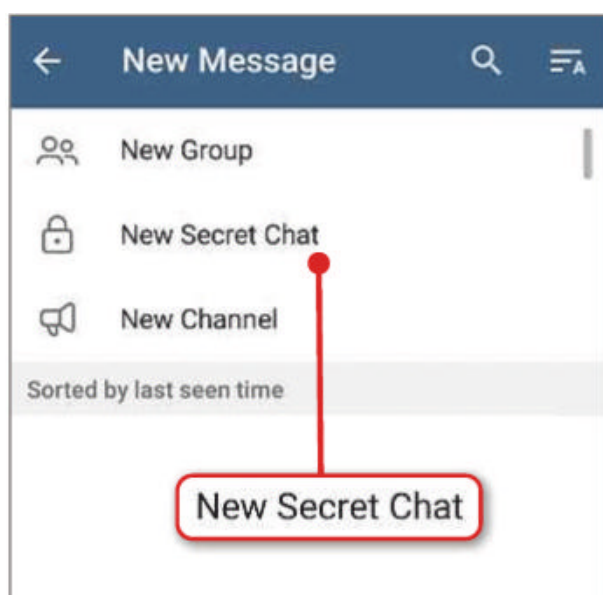 New Message
New Group
New Secret Chat
New Channel
Sorted by last seen time
New Secret Chat